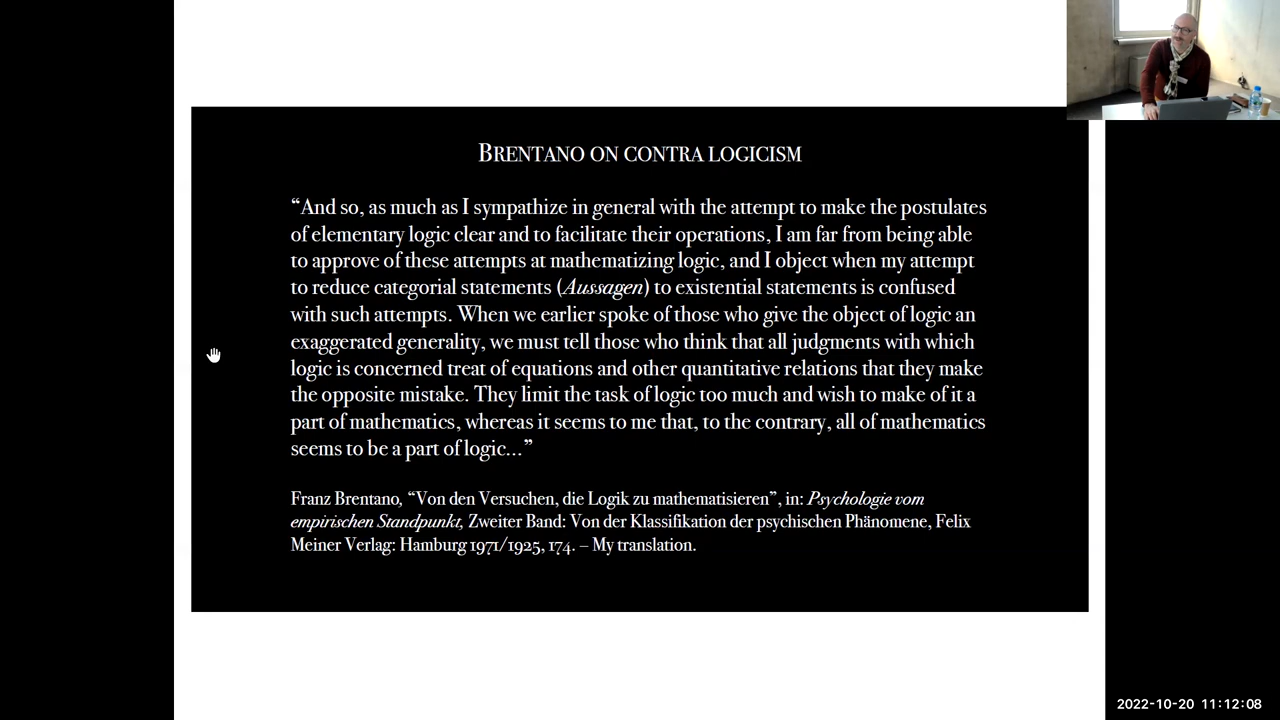 BRENTANO ON CONTRA LOGICISM
“And so, as much as I sympathize in general with the attempt to make the postulates
of elementary logic clear and to facilitate their operations, I am far from being able
to approve of these attempts at mathematizing logic, and I object when my attempt
to reduce categorial statements (Aussagen) to existential statements is confused
with such attempts. When we earlier spoke of those who give the object of logic an
exaggerated generality, we must tell those who think that all judgments with which
logic is concerned treat of equations and other quantitative relations that they make
the opposite mistake. They limit the task of logic too much and wish to make of it a
part of mathematics, whereas it seems to me that, to the contrary, all of mathematics
seems to be a part of logic…”
Franz Brentano, “Von den Versuchen, die Logik zu mathematisieren”, in: Psychologie vom
empirischen Standpunkt, Zweiter Band: Von der Klassifikation der psychischen Phänomene, Felix
Meiner Verlag: Hamburg 1971/1925, 174. – My translation.
2022-10-20 11:12:08